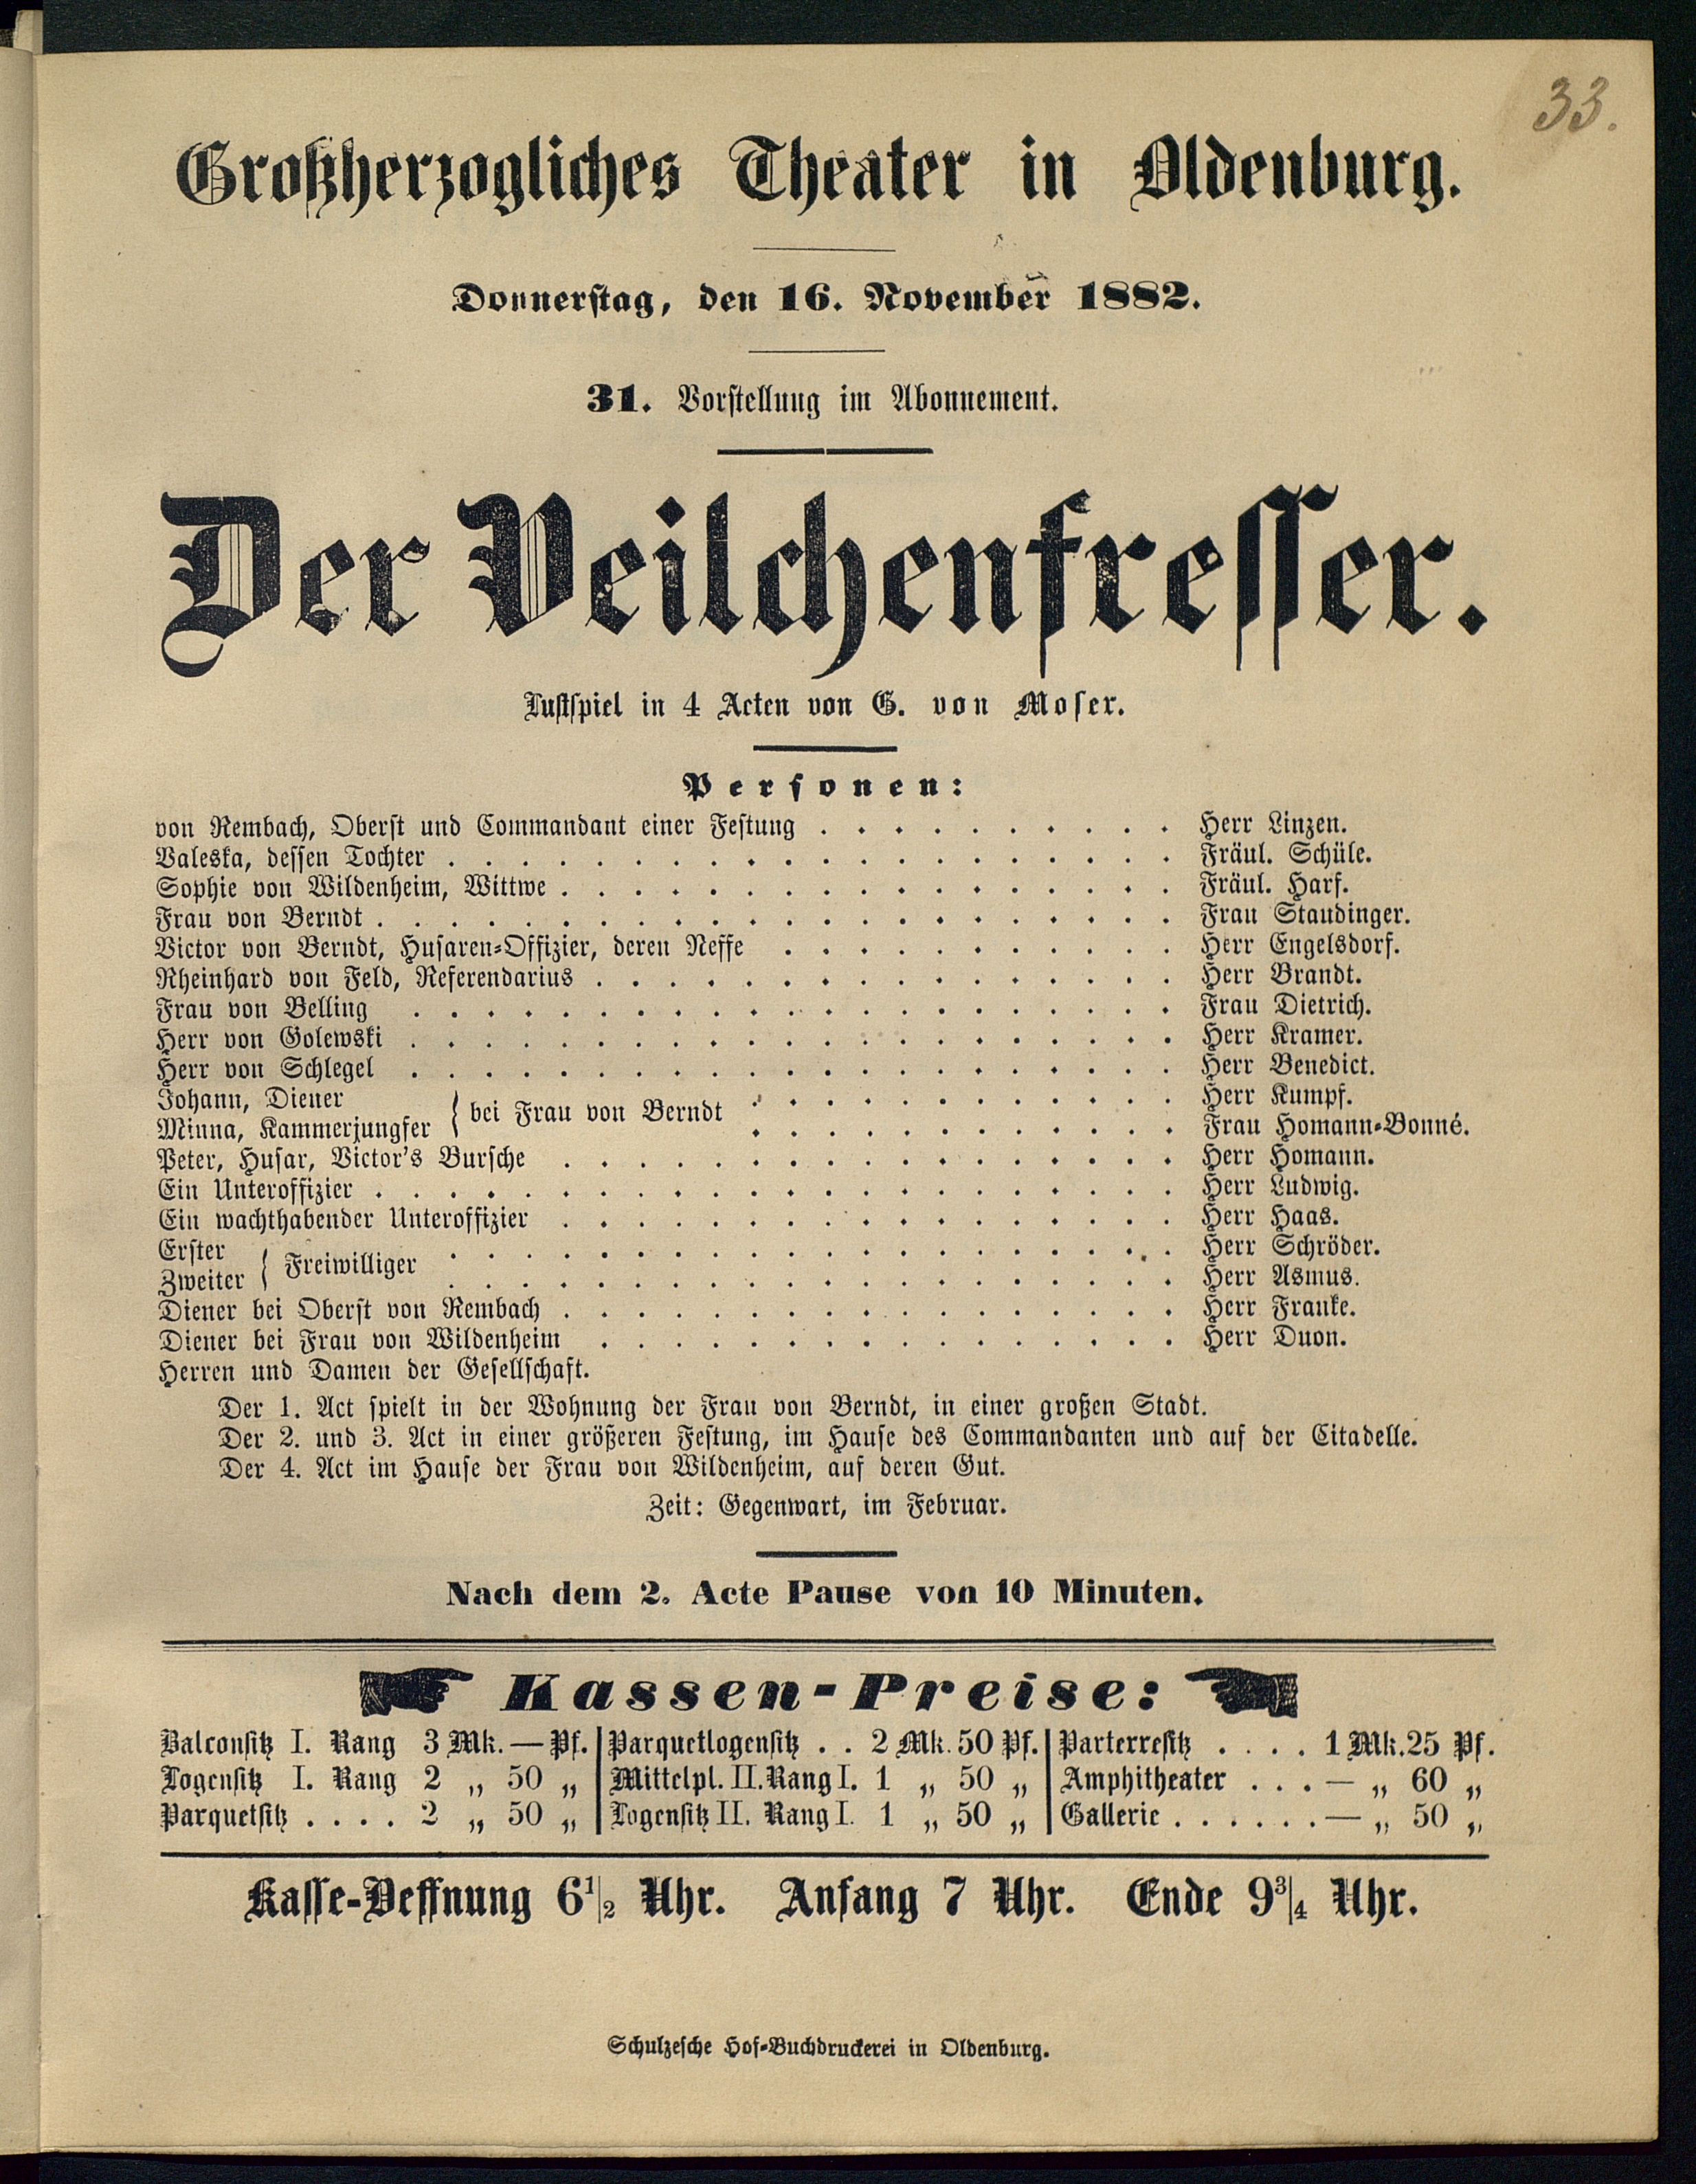 33.
Großherzogliches Theater in Oldenburg.
Donnerstag, den 16. November 1882.
31. Vorstellung im Abonnement.
Der Veilchenfresser.
Lustspiel in 4 Acten von G. von Moser.
Personen:
von Rembach, Oberst und Commandant einer Festung . . . . . . . . . . Herr Linzen.
Valeska, dessen Tochter . . . . . . . . . . . . . . . . . . . . Fräul. Schüle.
Sophie von Wildenheim, Wittwe . . . . . . . . . . . . . . . . . Fräul. Harf.
Frau von Berndt . . . . . . . . . . . . . . . . . . . . . . Frau Staudinger.
Victor von Berndt, Husaren-Offizier, deren Neffe . . . . . . . . . . . Herr Engelsdorf.
Rheinhard von Feld, Referendarius . . . . . . . . . . . . . . . . Herr Brandt.
Frau von Belling . . . . . . . . . . . . . . . . . . . . . Frau Dietrich.
Herr von Golewski . . . . . . . . . . . . . . . . . . . . . Herr Kramer.
Herr von Schlegel . . . . . . . . . . . . . . . . . . . . . Herr Benedict.
Johann, Diener . . . . . . . . . . . . Herr Kumpf.
{ bei Frau von Berndt
Minna, Kammerjungfer . . . . . . . . . . . . Frau Homann-Bonné.
Peter, Husar, Victor's Bursche . . . . . . . . . . . . . . . . . Herr Homann.
Ein Unteroffizier . . . . . . . . . . . . . . . . . . . . . . Herr Ludwig.
Ein wachthabender Unteroffizier . . . . . . . . . . . . . . . . . Herr Haas.
Erster . . . . . . . . . . . . . . . . . . . . Herr Schröder.
{ Freiwilliger
Zweiter . . . . . . . . . . . . . . . . . . . . Herr Asmus.
Diener bei Oberst von Rembach . . . . . . . . . . . . . . . . . Herr Franke.
Diener bei Frau von Wildenheim . . . . . . . . . . . . . . . . Herr Duon.
Herren und Damen der Gesellschaft.
Der 1. Act spielt in der Wohnung der Frau von Berndt, in einer großen Stadt.
Der 2. und 3. Act in einer größeren Festung, im Hause des Commandanten und auf der Citadelle.
Der 4. Act im Hause der Frau von Wildenheim, auf deren Gut.
Zeit: Gegenwart, im Februar.
Nach dem 2. Acte Pause von 10 Minuten.
Kassen-Preise:
Balconsitz I. Rang 3 Mk. — Pf. | Parquetlogensitz . . 2 Mk. 50 Pf. | Parterresitz . . . . 1 Mk. 25 Pf.
Logensitz I. Rang 2 „ 50 „ | Mittelpl. II. Rang I. 1 „ 50 „ | Amphitheater . . . — „ 60 „
Parquetsitz . . . . 2 „ 50 „ | Logensitz II. Rang I. 1 „ 50 „ | Gallerie . . . . . . — „ 50 „
Kasse-Oeffnung 6 1/2 Uhr. Anfang 7 Uhr. Ende 9 3/4 Uhr.
Schulzesche Hof-Buchdruckerei in Oldenburg.